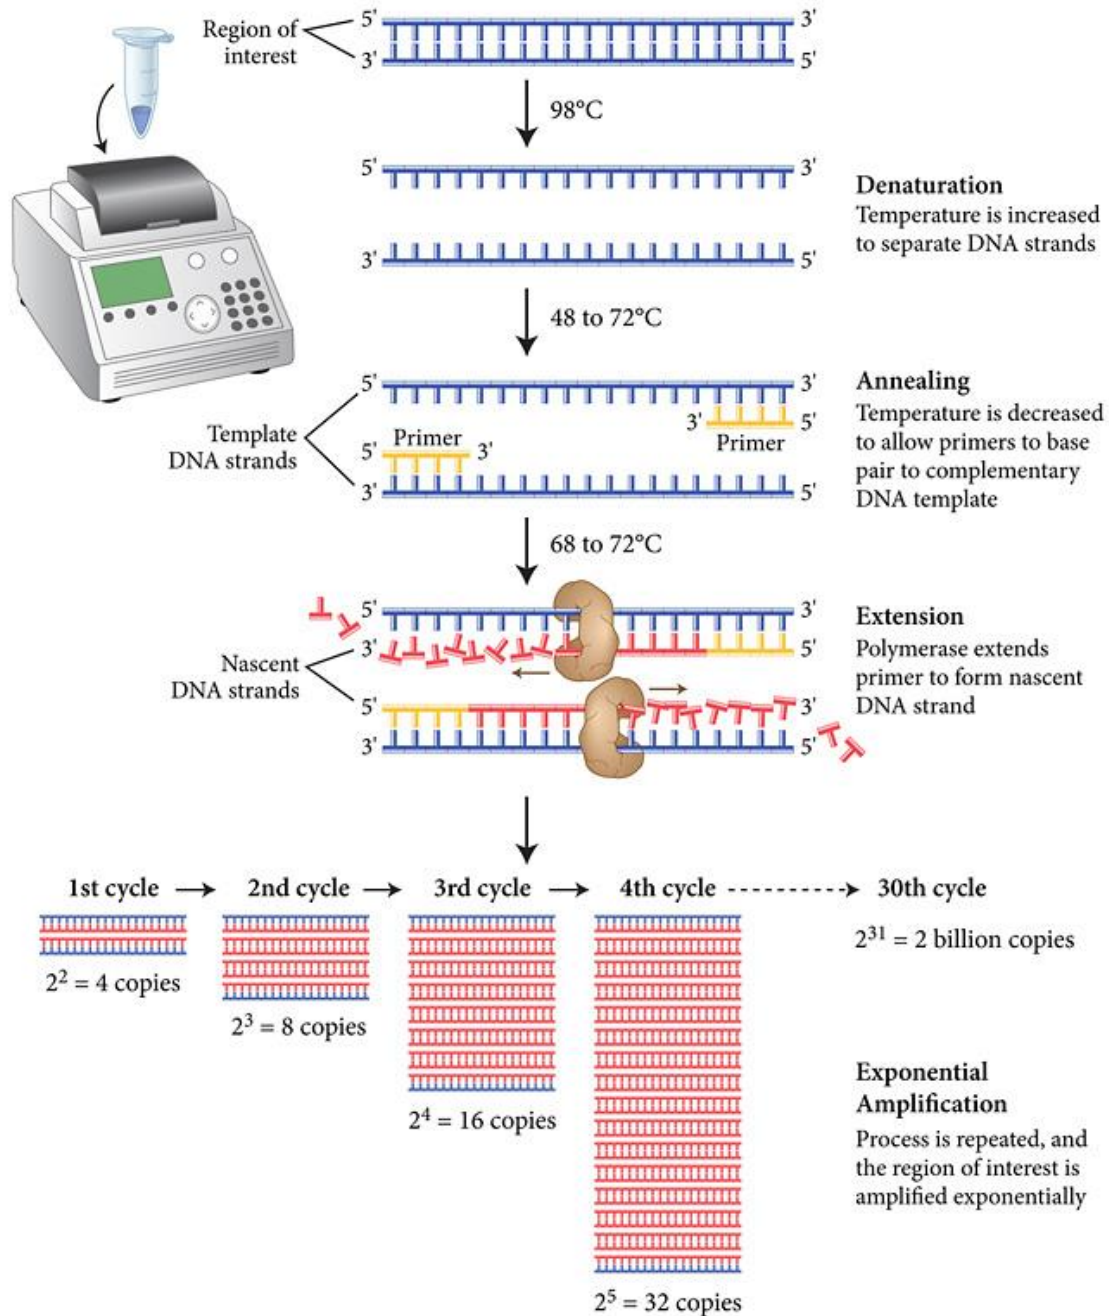 Region of
interest
5'
3'
3'
5'
98°C
5'
3'
3'
5'
Denaturation
Temperature is increased
to separate DNA strands
48 to 72°C
Template
DNA strands
5'
3'
3'
5'
Primer
5'
Primer
3'
3'
5'
Annealing
Temperature is decreased
to allow primers to base
pair to complementary
DNA template
68 to 72°C
Nascent
DNA strands
5'
3'
3'
5'
5'
3'
3'
5'
Extension
Polymerase extends
primer to form nascent
DNA strand
1st cycle
2nd cycle
3rd cycle
4th cycle
30th cycle
2² = 4 copies
2³ = 8 copies
2⁴ = 16 copies
2⁵ = 32 copies
2³¹ = 2 billion copies
Exponential
Amplification
Process is repeated, and
the region of interest is
amplified exponentially